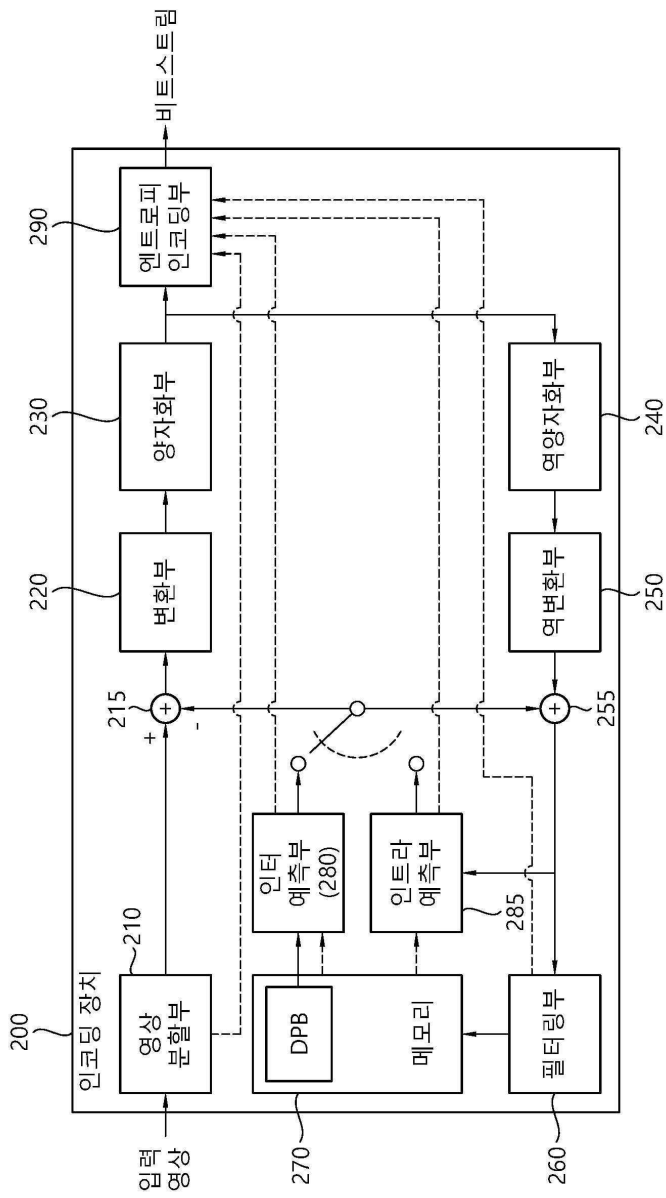 200
인코딩 장치
입력
영상
210
영상
분할부
+
-
215
+
220
변환부
230
양자화부
290
엔트로피
인코딩부
비트스트림
270
DPB
메모리
인터
예측부
(280)
인트라
예측부
285
260
필터링부
+
255
250
역변환부
240
역양자화부